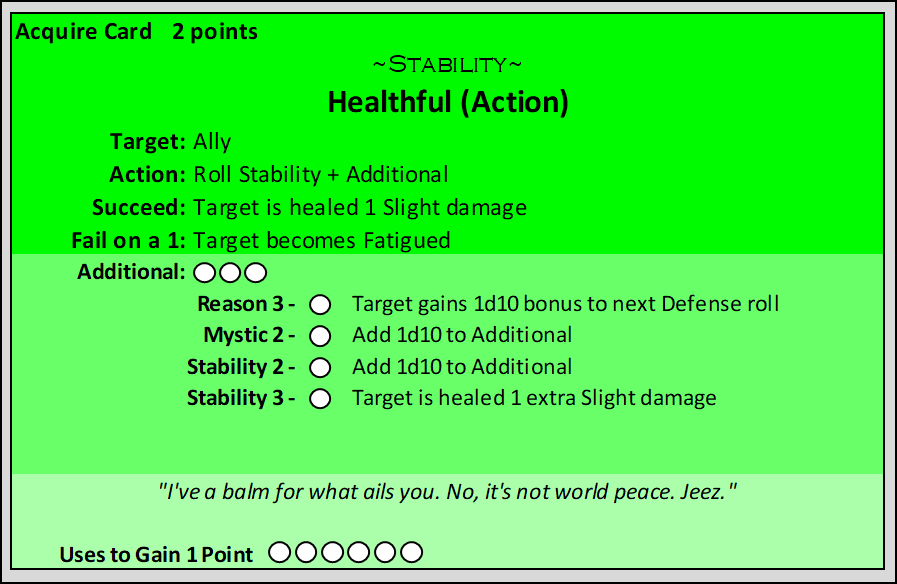 Acquire Card 2 points
~Stability~
Healthful (Action)
Target: Ally
Action: Roll Stability + Additional
Succeed: Target is healed 1 Slight damage
Fail on a 1: Target becomes Fatigued
Additional:
Reason 3 - Target gains 1d10 bonus to next Defense roll
Mystic 2 - Add 1d10 to Additional
Stability 2 - Add 1d10 to Additional
Stability 3 - Target is healed 1 extra Slight damage
"I've a balm for what ails you. No, it's not world peace. Jeez."
Uses to Gain 1 Point